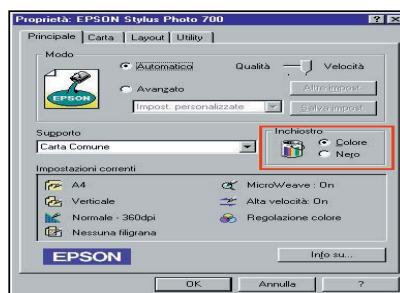 Proprietà: EPSON Stylus Photo 700
Principale Carta Layout Utility
Modo
Automatico Qualità Velocità
EPSON
Avanzato Altre impost.
Impost. personalizzate Salva impost.
Supporto
Carta Comune
Inchiostro
Colore
Nero
Impostazioni correnti
A4 MicroWeave : On
Verticale Alta velocità: On
Normale - 360dpi Regolazione colore
Nessuna filigrana
EPSON Info su...
OK Annulla ?